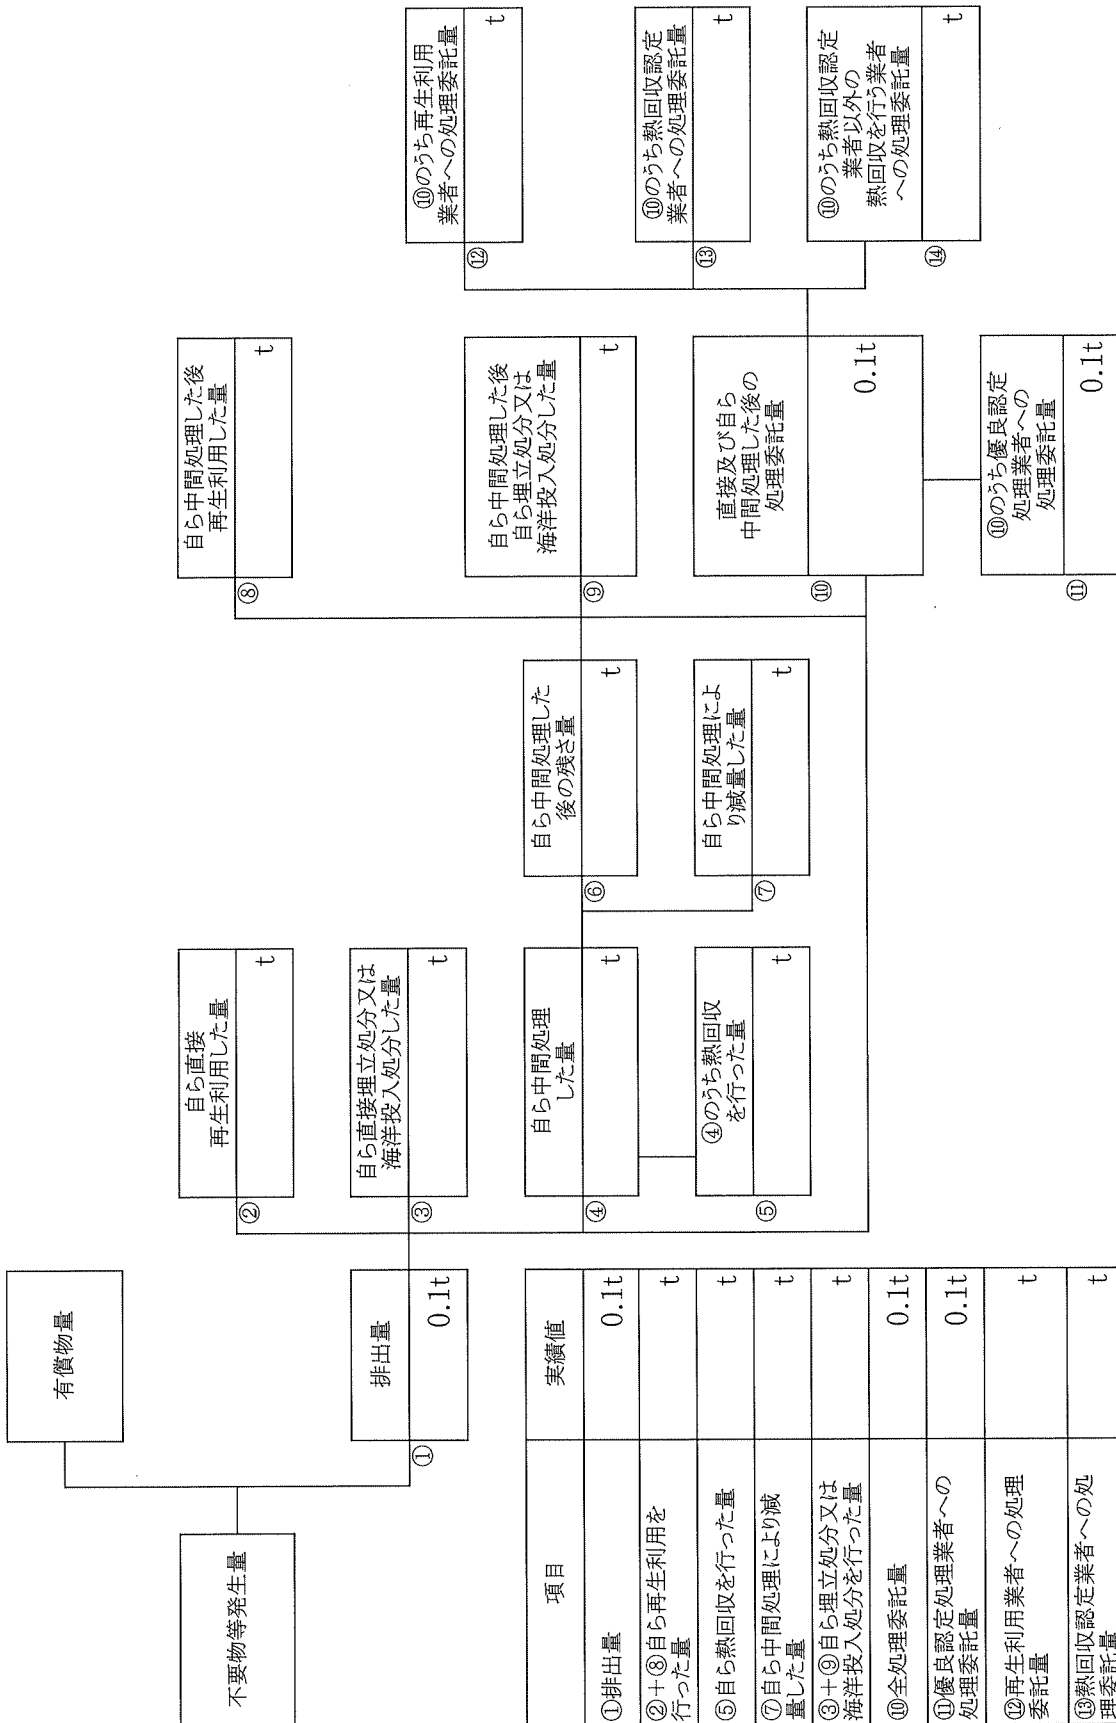 不要物等発生量
有償物量
排出量
①
0.1t
自ら直接
再生利用した量
②
t
自ら直接埋立処分又は
海洋投入処分した量
③
t
自ら中間処理
した量
④
t
④のうち熱回収
を行った量
⑤
t
自ら中間処理した
後の残さ量
⑥
t
自ら中間処理によ
り減量した量
⑦
t
自ら中間処理した後
再生利用した量
⑧
t
自ら中間処理した後
自ら埋立処分又は
海洋投入処分した量
⑨
t
直接及び自ら
中間処理した後の
処理委託量
⑩
0.1t
⑩のうち優良認定
処理業者への
処理委託量
⑪
0.1t
⑩のうち再生利用
業者への処理委託量
⑫
t
⑩のうち熱回収認定
業者への処理委託量
⑬
t
⑩のうち熱回収認定
業者以外の
熱回収を行う業者
への処理委託量
⑭
t
項目
実績値
①排出量
0.1t
②+⑧自ら再生利用を
行った量
t
⑤自ら熱回収を行った量
t
⑦自ら中間処理により減
量した量
t
③+⑨自ら埋立処分又は
海洋投入処分を行った量
t
⑩全処理委託量
0.1t
⑪優良認定処理業者への
処理委託量
0.1t
⑫再生利用業者への処理
委託量
t
⑬熱回収認定業者への処
理委託量
t